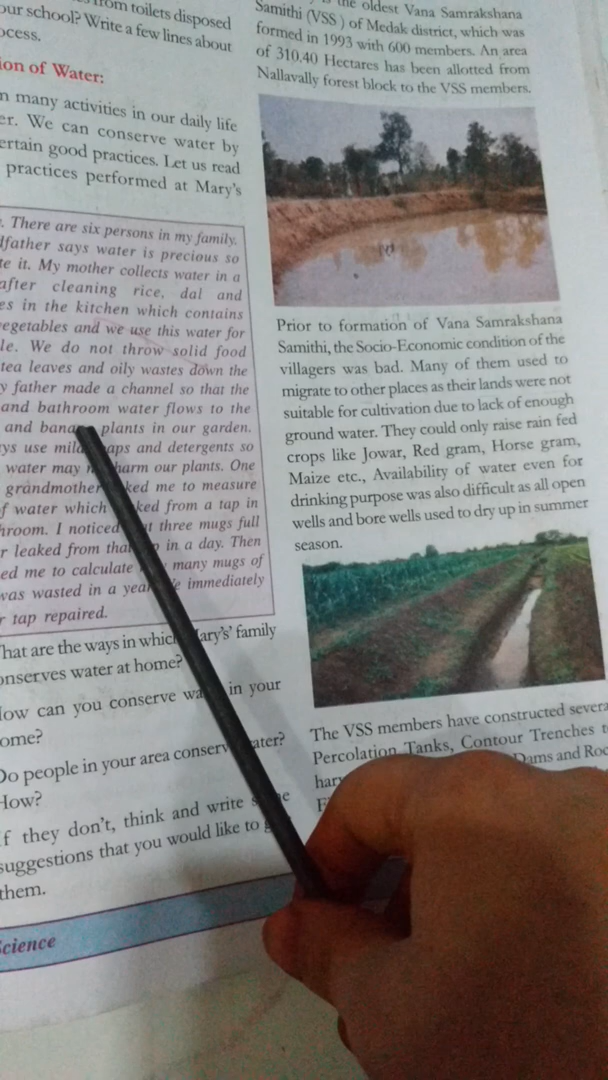 from toilets disposed
our school? Write a few lines about
ocess.
ion of Water:
n many activities in our daily life
er. We can conserve water by
ertain good practices. Let us read
practices performed at Mary's
. There are six persons in my family.
dfather says water is precious so
te it. My mother collects water in a
after cleaning rice, dal and
es in the kitchen which contains
egetables and we use this water for
le. We do not throw solid food
tea leaves and oily wastes down the
y father made a channel so that the
and bathroom water flows to the
and bana plants in our garden.
ys use mild aps and detergents so
water may harm our plants. One
grandmother ked me to measure
f water which ked from a tap in
hroom. I noticed t three mugs full
r leaked from that p in a day. Then
ed me to calculate many mugs of
was wasted in a year immediately
r tap repaired.
hat are the ways in which ary's' family
onserves water at home?
How can you conserve wa in your
ome?
Do people in your area conserv ater?
How?
f they don't, think and write s me
suggestions that you would like to g
them.
Science
is the oldest Vana Samrakshana
Samithi (VSS ) of Medak district, which was
formed in 1993 with 600 members. An area
of 310.40 Hectares has been allotted from
Nallavally forest block to the VSS members.
Prior to formation of Vana Samrakshana
Samithi, the Socio-Economic condition of the
villagers was bad. Many of them used to
migrate to other places as their lands were not
suitable for cultivation due to lack of enough
ground water. They could only raise rain fed
crops like Jowar, Red gram, Horse gram,
Maize etc., Availability of water even for
drinking purpose was also difficult as all open
wells and bore wells used to dry up in summer
season.
The VSS members have constructed severa
Percolation Tanks, Contour Trenches t
har Dams and Roc